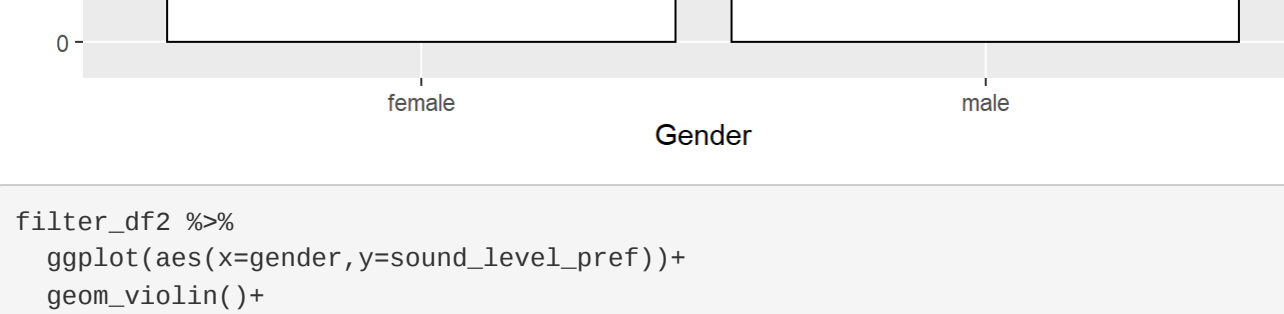 0
female male
Gender
filter_df2 %>%
  ggplot(aes(x=gender,y=sound_level_pref))+
  geom_violin()+